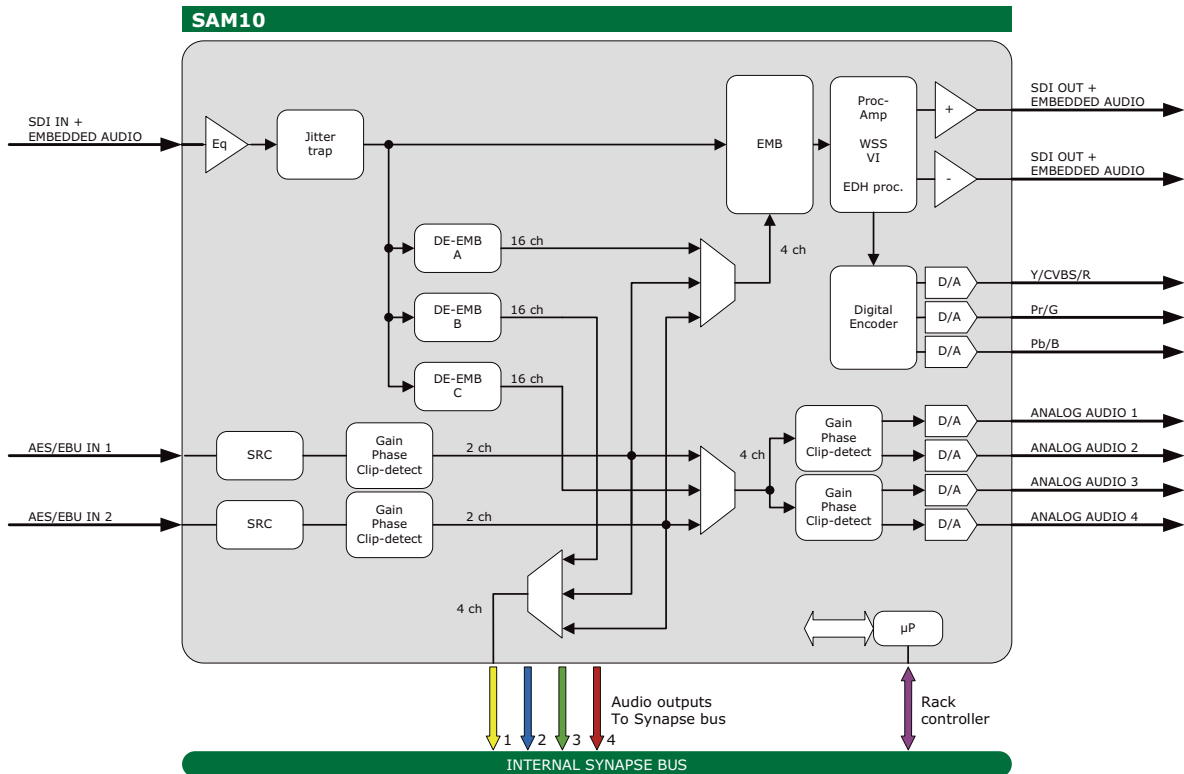 SAM10
SDI IN +
EMBEDDED AUDIO
Eq
Jitter
trap
EMB
Proc-
Amp
WSS
VI
EDH proc.
+
-
SDI OUT +
EMBEDDED AUDIO
SDI OUT +
EMBEDDED AUDIO
DE-EMB
A
16 ch
4 ch
DE-EMB
B
16 ch
DE-EMB
C
16 ch
Digital
Encoder
D/A
Y/CVBS/R
D/A
Pr/G
D/A
Pb/B
AES/EBU IN 1
SRC
Gain
Phase
Clip-detect
2 ch
AES/EBU IN 2
SRC
Gain
Phase
Clip-detect
2 ch
4 ch
Gain
Phase
Clip-detect
Gain
Phase
Clip-detect
D/A
ANALOG AUDIO 1
D/A
ANALOG AUDIO 2
D/A
ANALOG AUDIO 3
D/A
ANALOG AUDIO 4
4 ch
µP
1
2
3
4
Audio outputs
To Synapse bus
Rack
controller
INTERNAL SYNAPSE BUS